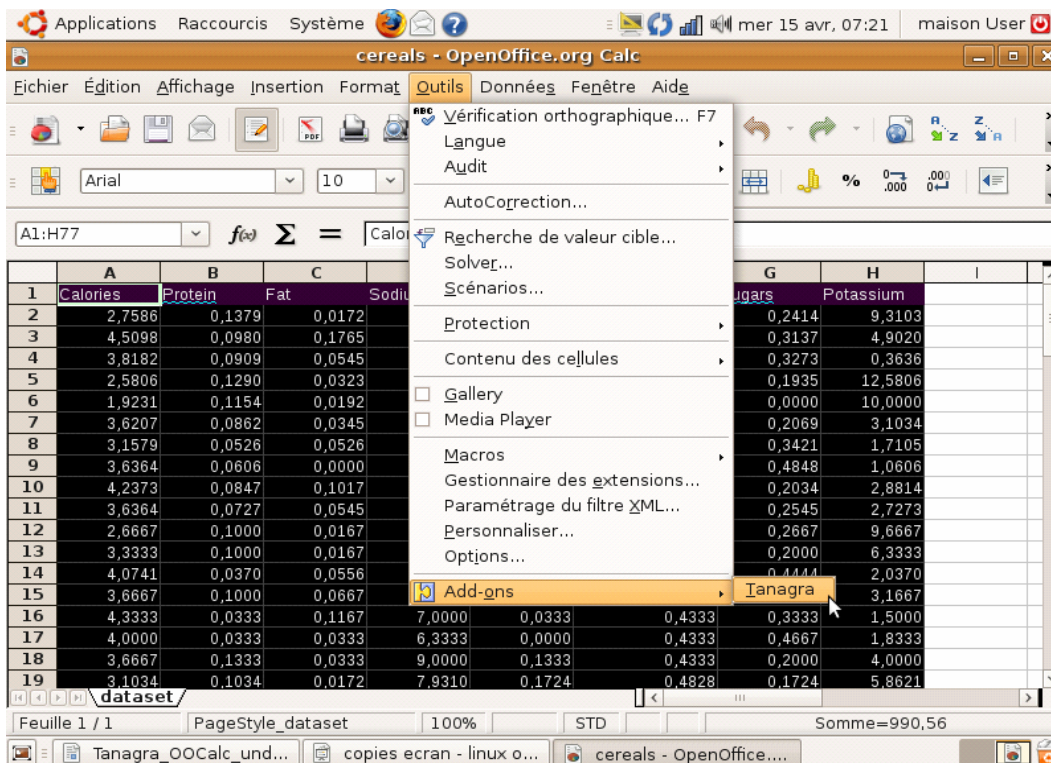 Applications Raccourcis Système mer 15 avr, 07:21 maison User
cereals - OpenOffice.org Calc
Fichier Édition Affichage Insertion Format Outils Données Fenêtre Aide
ABC Vérification orthographique... F7
Langue
Audit
AutoCorrection...
Recherche de valeur cible...
Solver...
Scénarios...
Protection
Contenu des cellules
Gallery
Media Player
Macros
Gestionnaire des extensions...
Paramétrage du filtre XML...
Personnaliser...
Options...
Add-ons
Tanagra
PDF
Arial 10 % 0 .000 .000 0
A1:H77 f(x) Σ =
A B C G H I
1 Calories Protein Fat ugars Potassium
2 2,7586 0,1379 0,0172 0,2414 9,3103
3 4,5098 0,0980 0,1765 0,3137 4,9020
4 3,8182 0,0909 0,0545 0,3273 0,3636
5 2,5806 0,1290 0,0323 0,1935 12,5806
6 1,9231 0,1154 0,0192 0,0000 10,0000
7 3,6207 0,0862 0,0345 0,2069 3,1034
8 3,1579 0,0526 0,0526 0,3421 1,7105
9 3,6364 0,0606 0,0000 0,4848 1,0606
10 4,2373 0,0847 0,1017 0,2034 2,8814
11 3,6364 0,0727 0,0545 0,2545 2,7273
12 2,6667 0,1000 0,0167 0,2667 9,6667
13 3,3333 0,1000 0,0167 0,2000 6,3333
14 4,0741 0,0370 0,0556 0,4444 2,0370
15 3,6667 0,1000 0,0667 3,1667
16 4,3333 0,0333 0,1167 7,0000 0,0333 0,4333 0,3333 1,5000
17 4,0000 0,0333 0,0333 6,3333 0,0000 0,4333 0,4667 1,8333
18 3,6667 0,1333 0,0333 9,0000 0,1333 0,4333 0,2000 4,0000
19 3,1034 0,1034 0,0172 7,9310 0,1724 0,4828 0,1724 5,8621
dataset
Feuille 1 / 1 PageStyle_dataset 100% STD Somme=990,56
Tanagra_OOCalc_und... copies ecran - linux o... cereals - OpenOffice....